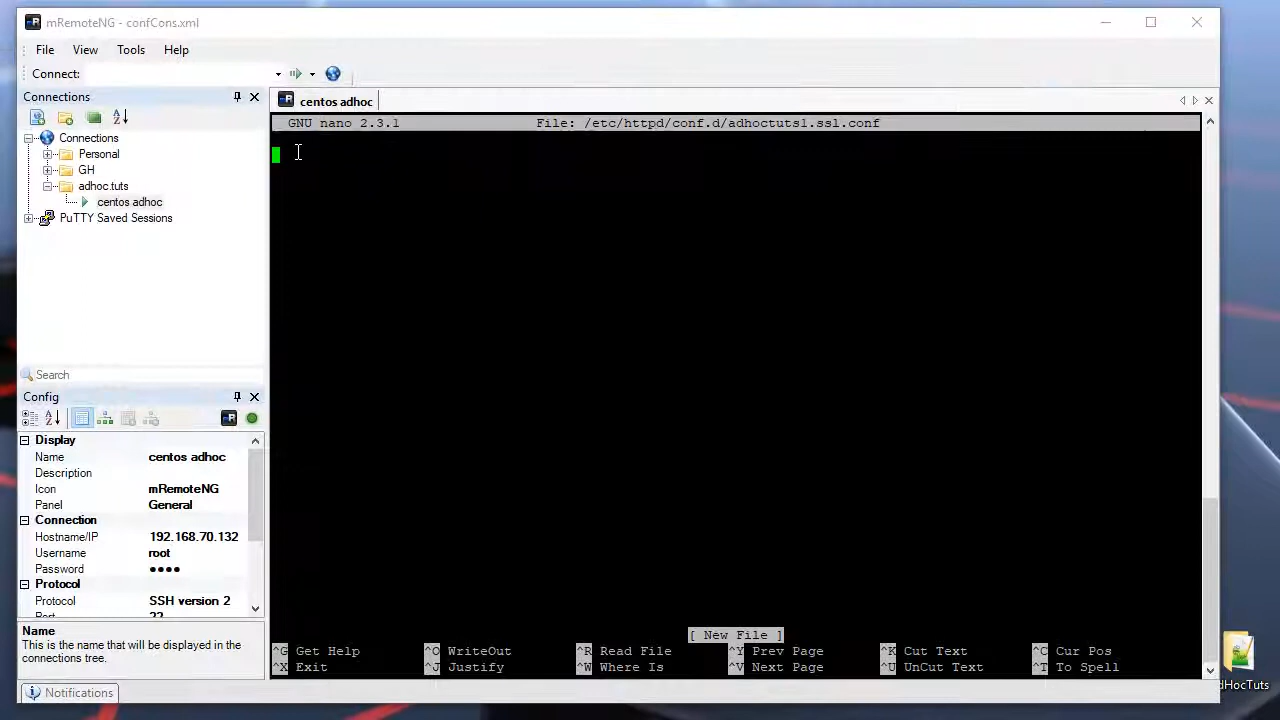 mRemoteNG - confCons.xml
File View Tools Help
Connect:
Connections
Connections
Personal
GH
adhoc.tuts
centos adhoc
PuTTY Saved Sessions
Search
Config
Display
Name centos adhoc
Description
Icon mRemoteNG
Panel General
Connection
Hostname/IP 192.168.70.132
Username root
Password ●●●●
Protocol
Protocol SSH version 2
Port 22
Name
This is the name that will be displayed in the
connections tree.
Notifications
centos adhoc
GNU nano 2.3.1 File: /etc/httpd/conf.d/adhoctuts1.ssl.conf
[ New File ]
^G Get Help ^O WriteOut ^R Read File ^Y Prev Page ^K Cut Text ^C Cur Pos
^X Exit ^J Justify ^W Where Is ^V Next Page ^U UnCut Text ^T To Spell
dHocTuts